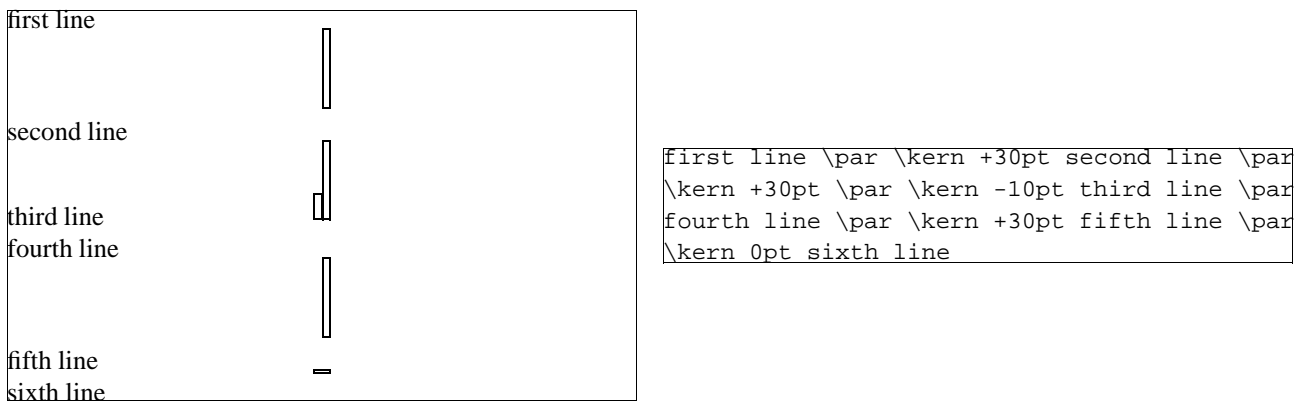 first line
second line
third line
fourth line
fifth line
sixth line
first line \par \kern +30pt second line \par
\kern +30pt \par \kern -10pt third line \par
fourth line \par \kern +30pt fifth line \par
\kern 0pt sixth line